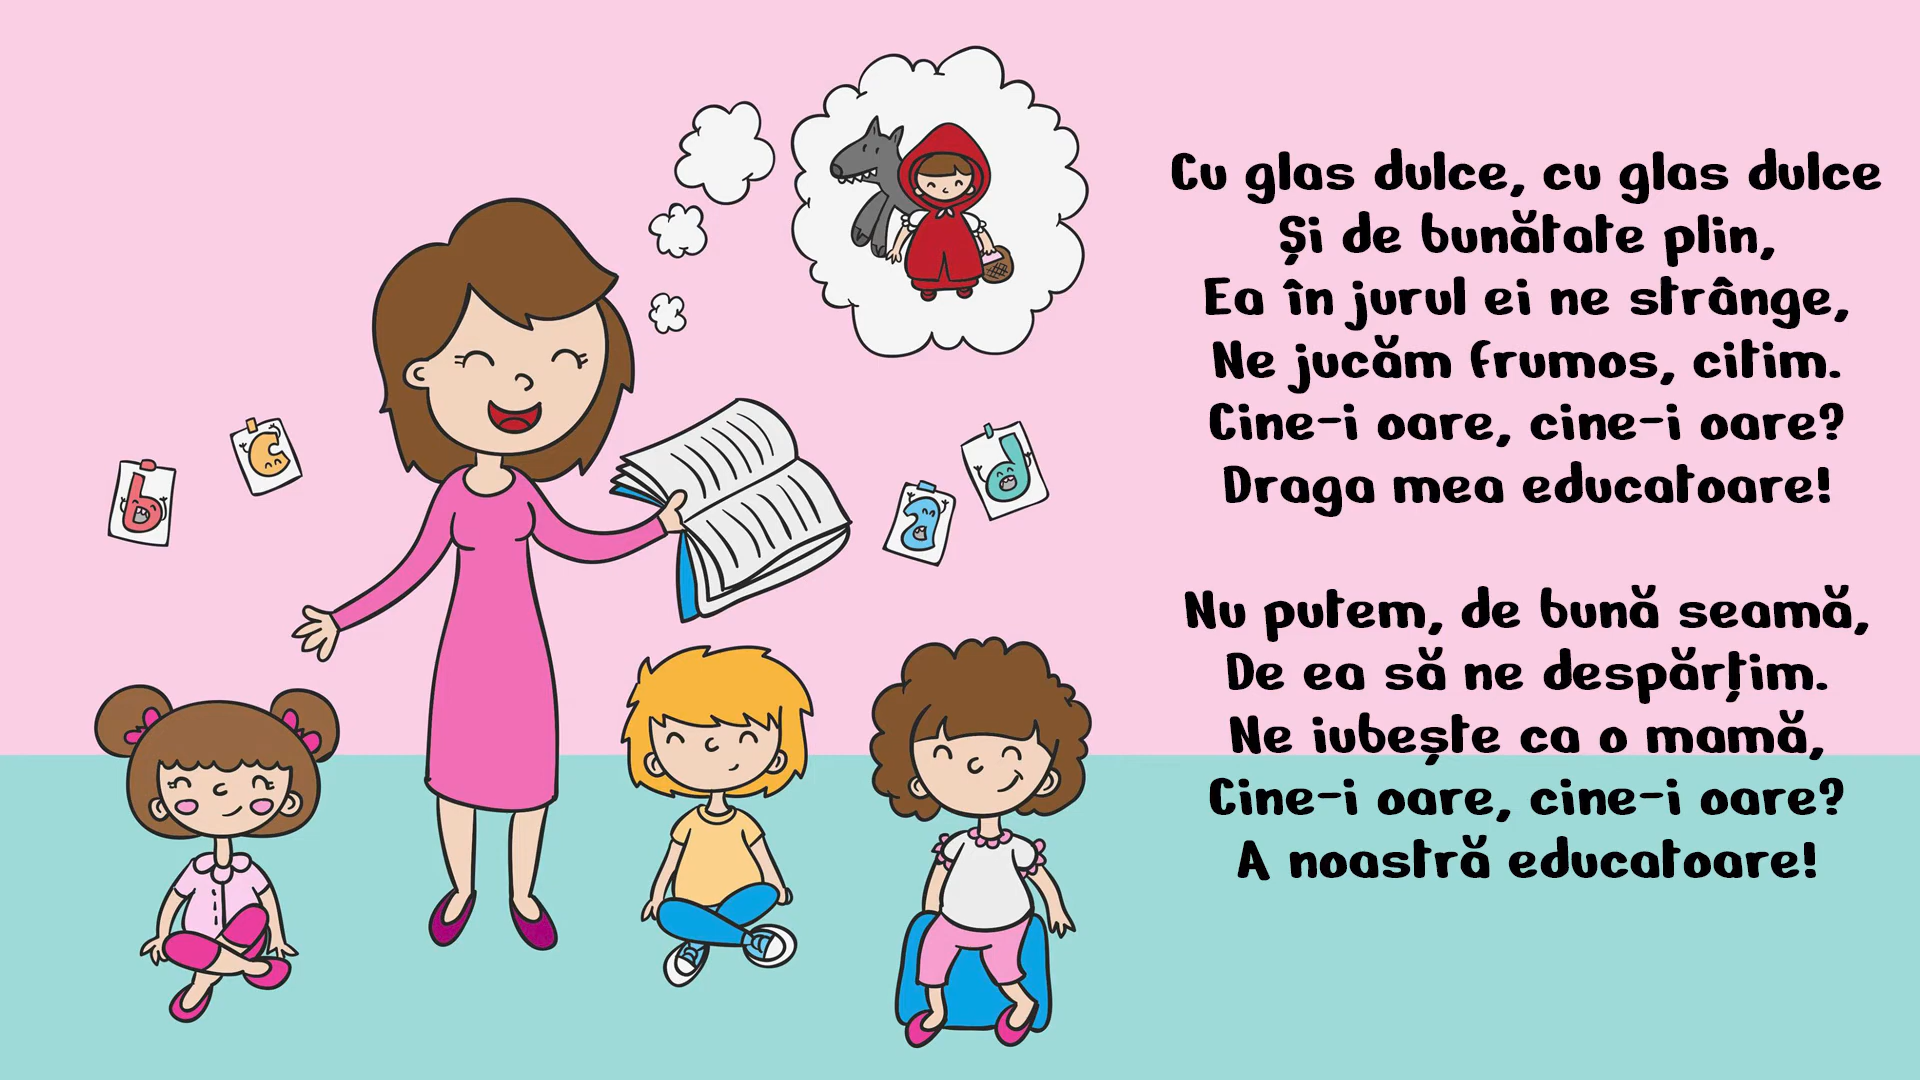 b
c
a
d
Cu glas dulce, cu glas dulce
Și de bunătate plin,
Ea în jurul ei ne strânge,
Ne jucăm frumos, citim.
Cine-i oare, cine-i oare?
Draga mea educatoare!
Nu putem, de bună seamă,
De ea să ne despărțim.
Ne iubește ca o mamă,
Cine-i oare, cine-i oare?
A noastră educatoare!